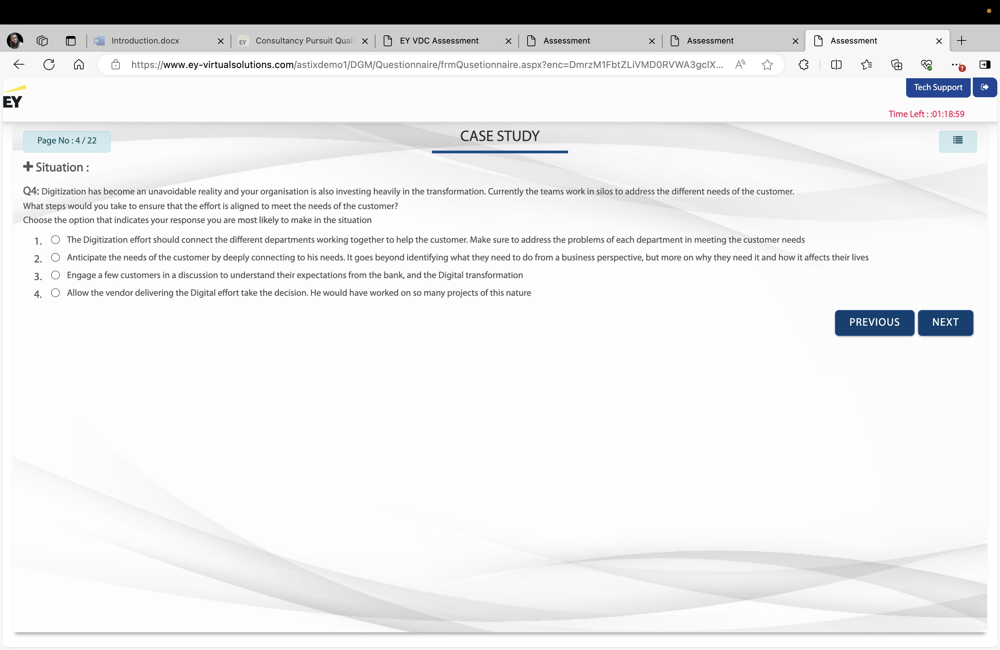 Introduction.docx
Consultancy Pursuit Quali
EY VDC Assessment
Assessment
Assessment
Assessment
https://www.ey-virtualsolutions.com/astixdemo1/DGM/Questionnaire/frmQusetionnaire.aspx?enc=DmrzM1FbtZLiVMD0RVWA3gclX...
EY
Tech Support
Time Left : :01:18:59
Page No : 4 / 22
CASE STUDY
Situation :
Q4: Digitization has become an unavoidable reality and your organisation is also investing heavily in the transformation. Currently the teams work in silos to address the different needs of the customer.
What steps would you take to ensure that the effort is aligned to meet the needs of the customer?
Choose the option that indicates your response you are most likely to make in the situation
1. The Digitization effort should connect the different departments working together to help the customer. Make sure to address the problems of each department in meeting the customer needs
2. Anticipate the needs of the customer by deeply connecting to his needs. It goes beyond identifying what they need to do from a business perspective, but more on why they need it and how it affects their lives
3. Engage a few customers in a discussion to understand their expectations from the bank, and the Digital transformation
4. Allow the vendor delivering the Digital effort take the decision. He would have worked on so many projects of this nature
PREVIOUS
NEXT